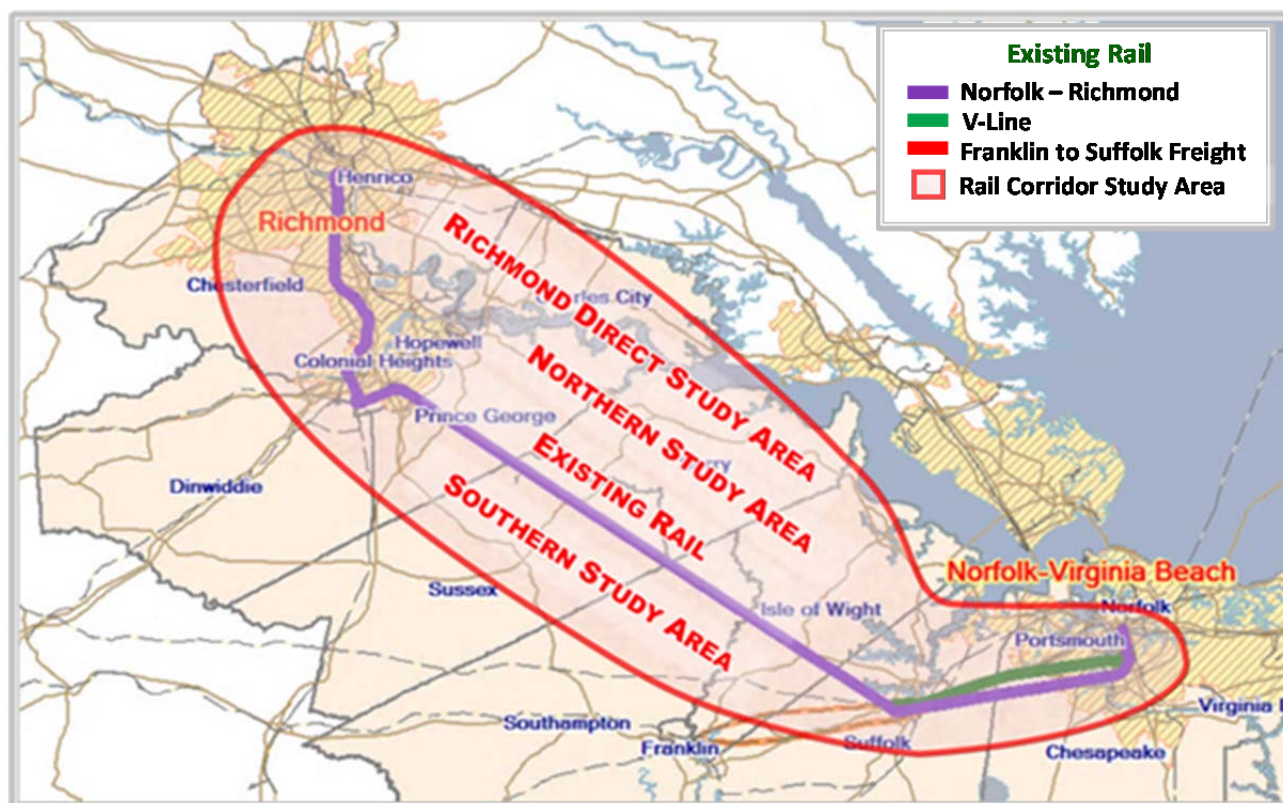 Existing Rail
Norfolk – Richmond
V-Line
Franklin to Suffolk Freight
Rail Corridor Study Area
Henrico
Richmond
RICHMOND DIRECT STUDY AREA
Chesterfield
City
Hopewell
Colonial Heights
NORTHERN STUDY AREA
Prince George
EXISTING RAIL
Dinwiddie
SOUTHERN STUDY AREA
Norfolk-Virginia Beach
Sussex
Isle of Wight
Norfolk
Portsmouth
Virginia
Southampton
Franklin
Suffolk
Chesapeake